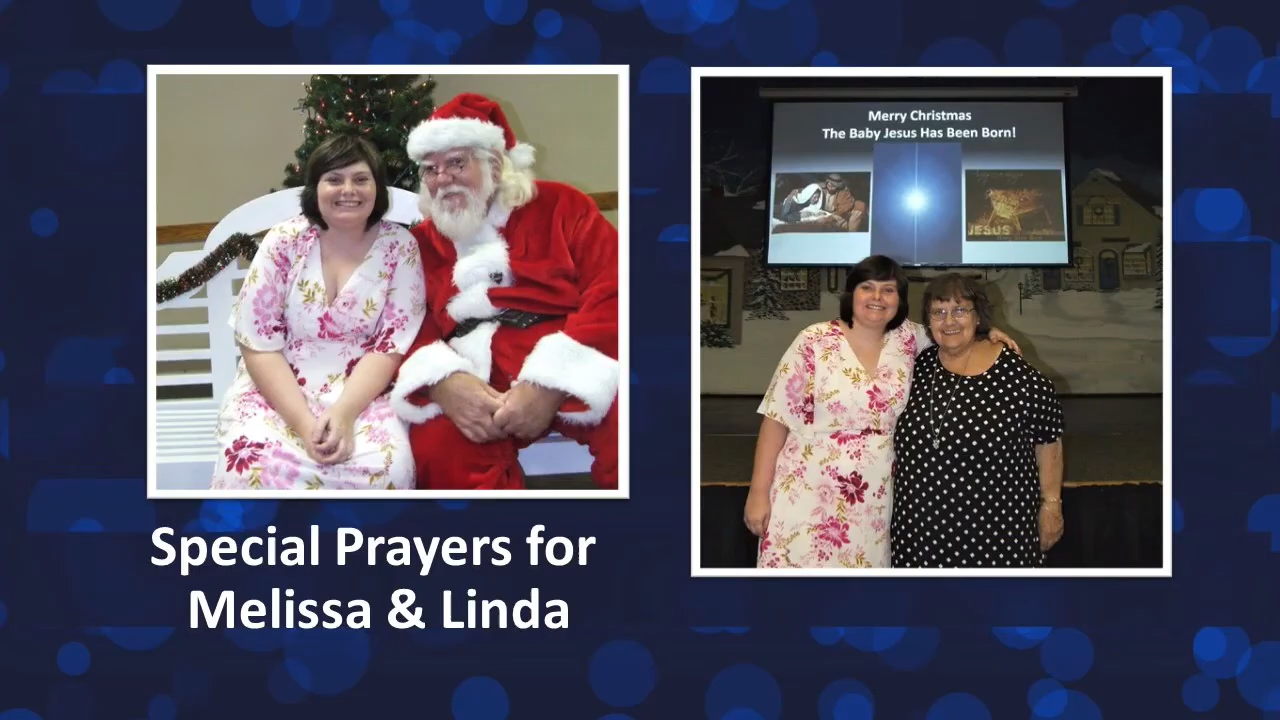 Merry Christmas
The Baby Jesus Has Been Born!
JESUS
Special Prayers for
Melissa & Linda